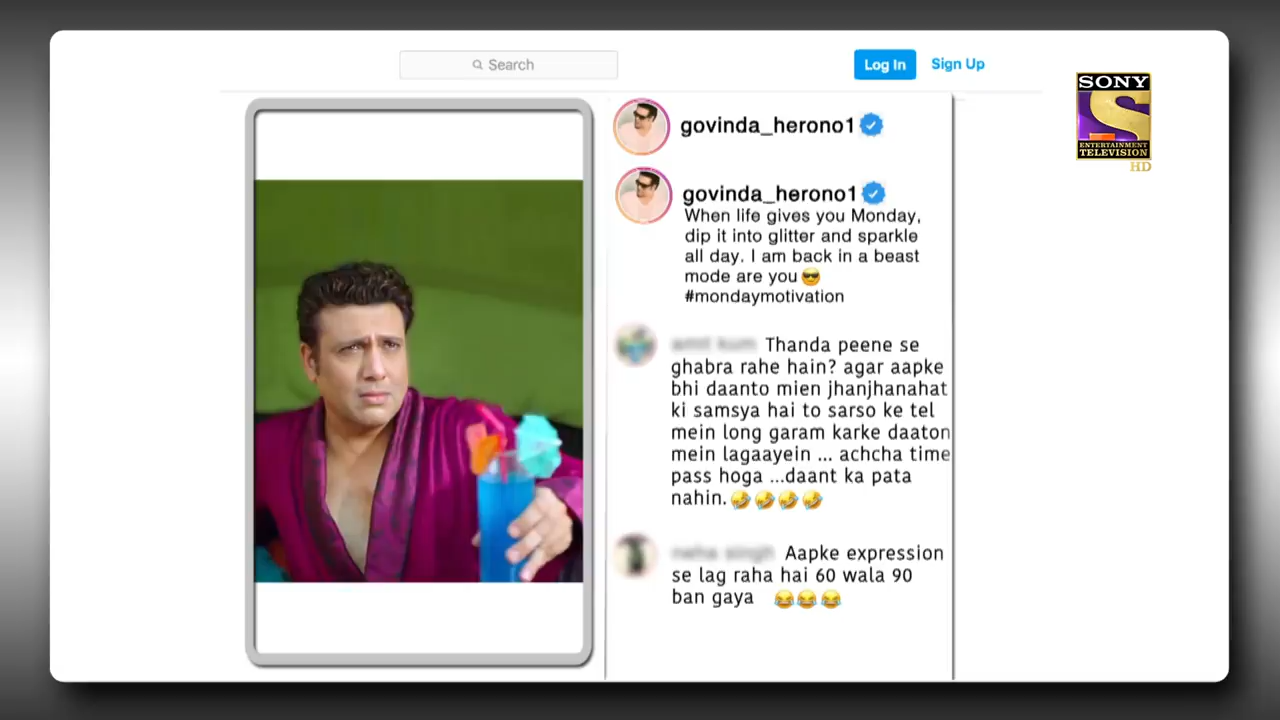 Search
Log In
Sign Up
SONY
ENTERTAINMENT
TELEVISION
HD
govinda_herono1
govinda_herono1
When life gives you Monday,
dip it into glitter and sparkle
all day. I am back in a beast
mode are you 😎
#mondaymotivation
Thanda peene se
ghabra rahe hain? agar aapke
bhi daanto mien jhanjhanahat
ki samsya hai to sarso ke tel
mein long garam karke daaton
mein lagaayein ... achcha time
pass hoga ...daant ka pata
nahin.🤣🤣🤣🤣
Aapke expression
se lag raha hai 60 wala 90
ban gaya 😂😂😂